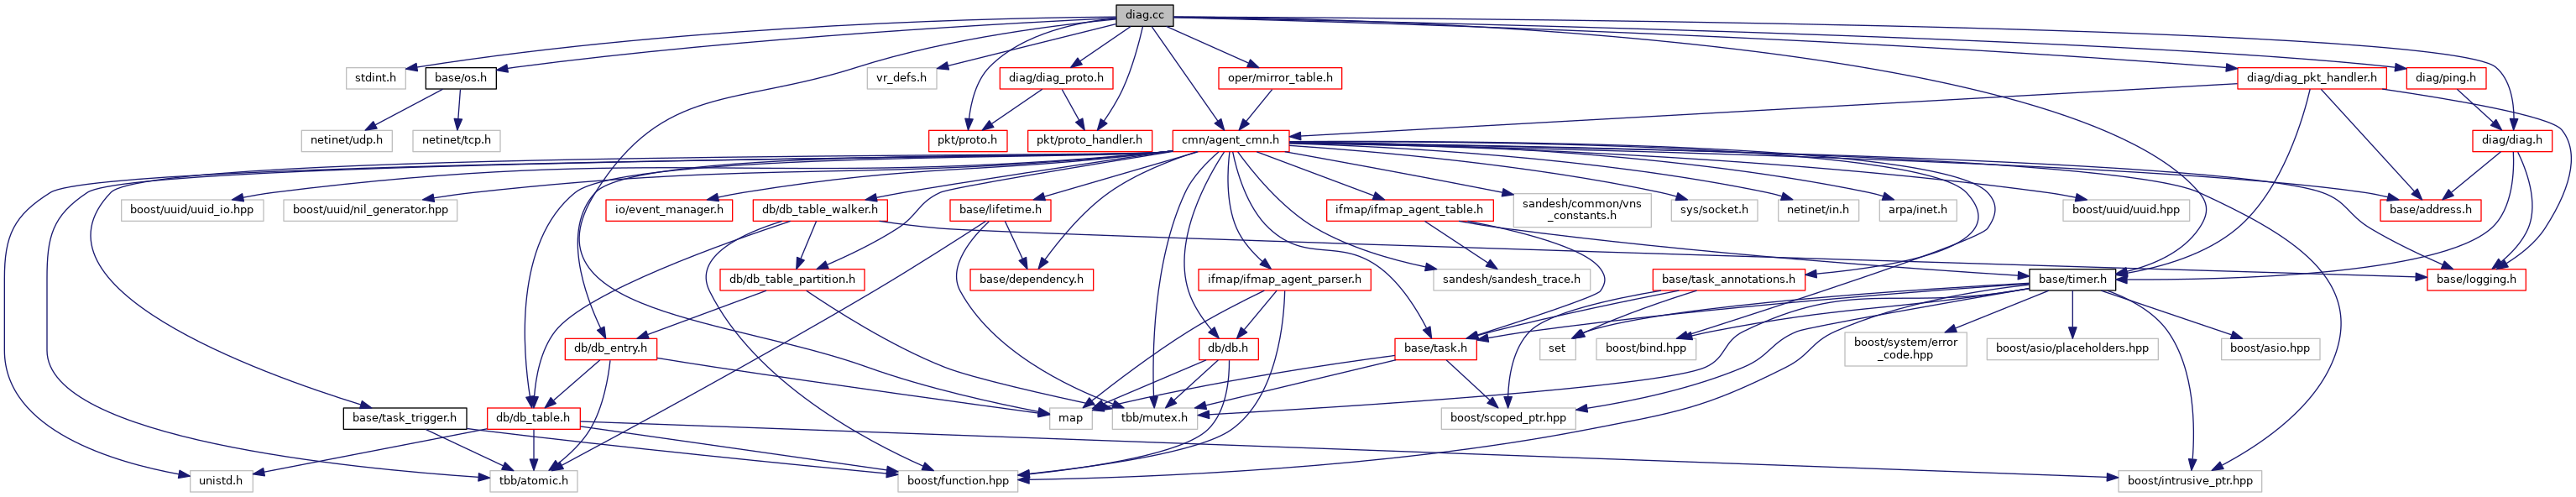 diag.cc
stdint.h
base/os.h
vr_defs.h
diag/diag_proto.h
oper/mirror_table.h
diag/diag_pkt_handler.h
diag/ping.h
netinet/udp.h
netinet/tcp.h
pkt/proto.h
pkt/proto_handler.h
cmn/agent_cmn.h
diag/diag.h
boost/uuid/uuid_io.hpp
boost/uuid/nil_generator.hpp
io/event_manager.h
db/db_table_walker.h
base/lifetime.h
ifmap/ifmap_agent_table.h
sandesh/common/vns
_constants.h
sys/socket.h
netinet/in.h
arpa/inet.h
boost/uuid/uuid.hpp
base/address.h
db/db_table_partition.h
base/dependency.h
ifmap/ifmap_agent_parser.h
sandesh/sandesh_trace.h
base/task_annotations.h
base/timer.h
base/logging.h
db/db_entry.h
db/db.h
base/task.h
set
boost/bind.hpp
boost/system/error
_code.hpp
boost/asio/placeholders.hpp
boost/asio.hpp
base/task_trigger.h
db/db_table.h
map
tbb/mutex.h
boost/scoped_ptr.hpp
unistd.h
tbb/atomic.h
boost/function.hpp
boost/intrusive_ptr.hpp